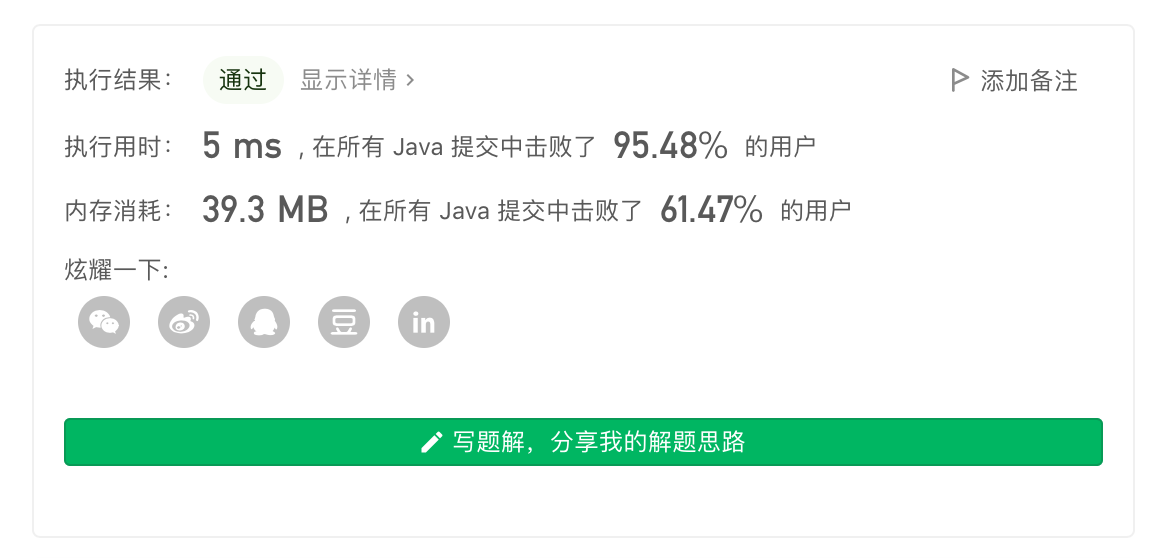 执行结果： 通过 显示详情 › 添加备注
执行用时： 5 ms , 在所有 Java 提交中击败了 95.48% 的用户
内存消耗： 39.3 MB , 在所有 Java 提交中击败了 61.47% 的用户
炫耀一下:
豆 in
写题解，分享我的解题思路